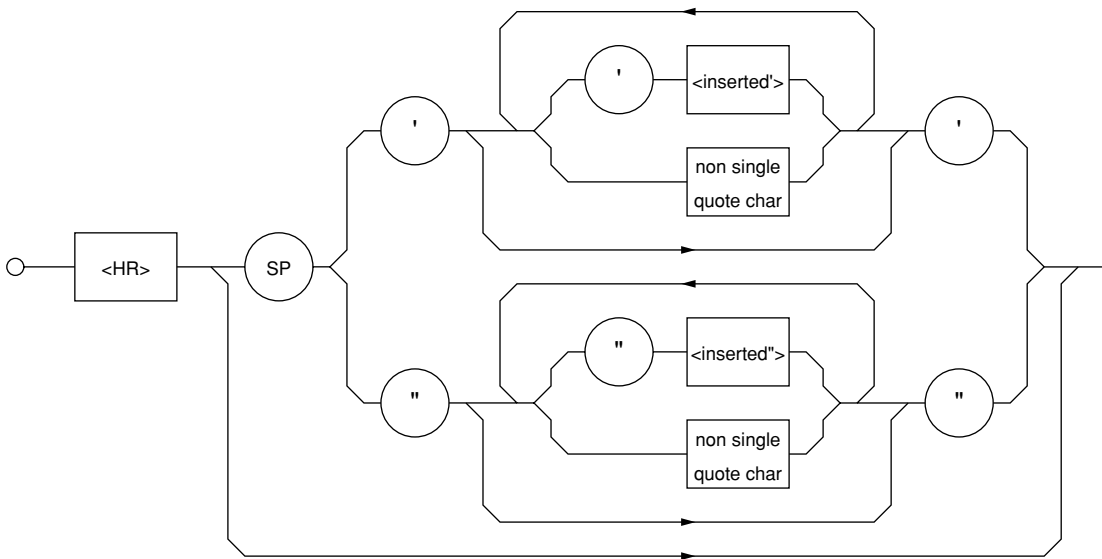 ' <inserted'>
' '
non single
quote char
<HR> SP
" <inserted">
" "
non single
quote char